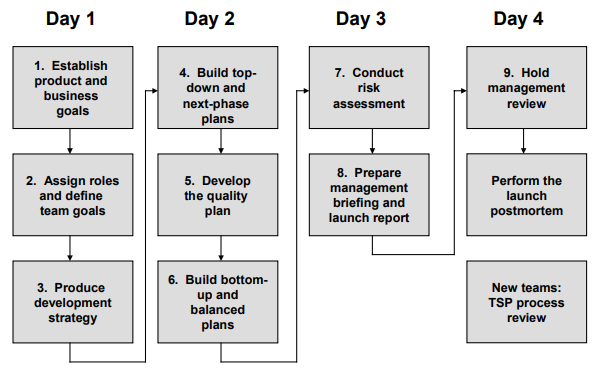 Day 1
Day 2
Day 3
Day 4
1. Establish
product and
business
goals
2. Assign roles
and define
team goals
3. Produce
development
strategy
4. Build top-
down and
next-phase
plans
5. Develop
the quality
plan
6. Build bottom-
up and
balanced
plans
7. Conduct
risk
assessment
8. Prepare
management
briefing and
launch report
9. Hold
management
review
Perform the
launch
postmortem
New teams:
TSP process
review